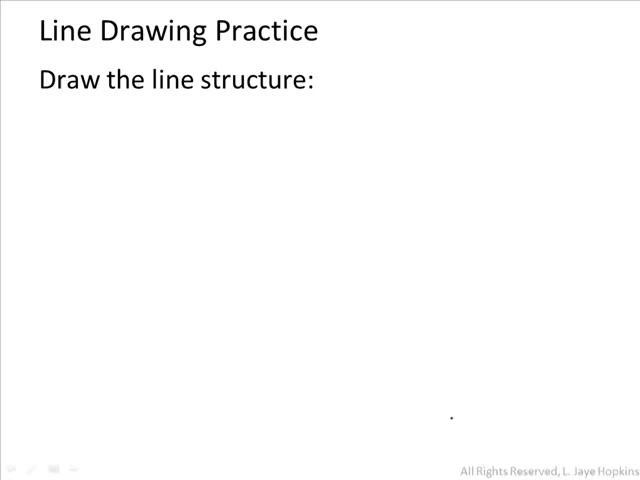 Line Drawing Practice
Draw the line structure:
All Rights Reserved, L. Jaye Hopkins